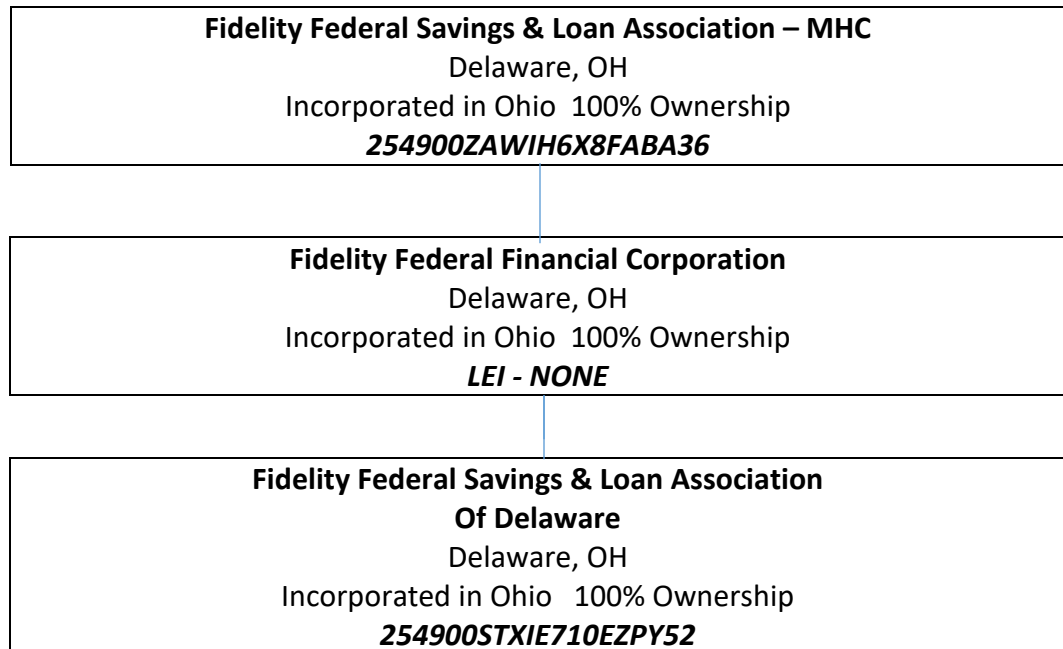 Fidelity Federal Savings & Loan Association – MHC
Delaware, OH
Incorporated in Ohio 100% Ownership
254900ZAWIH6X8FABA36
Fidelity Federal Financial Corporation
Delaware, OH
Incorporated in Ohio 100% Ownership
LEI - NONE
Fidelity Federal Savings & Loan Association
Of Delaware
Delaware, OH
Incorporated in Ohio 100% Ownership
254900STXIE710EZPY52